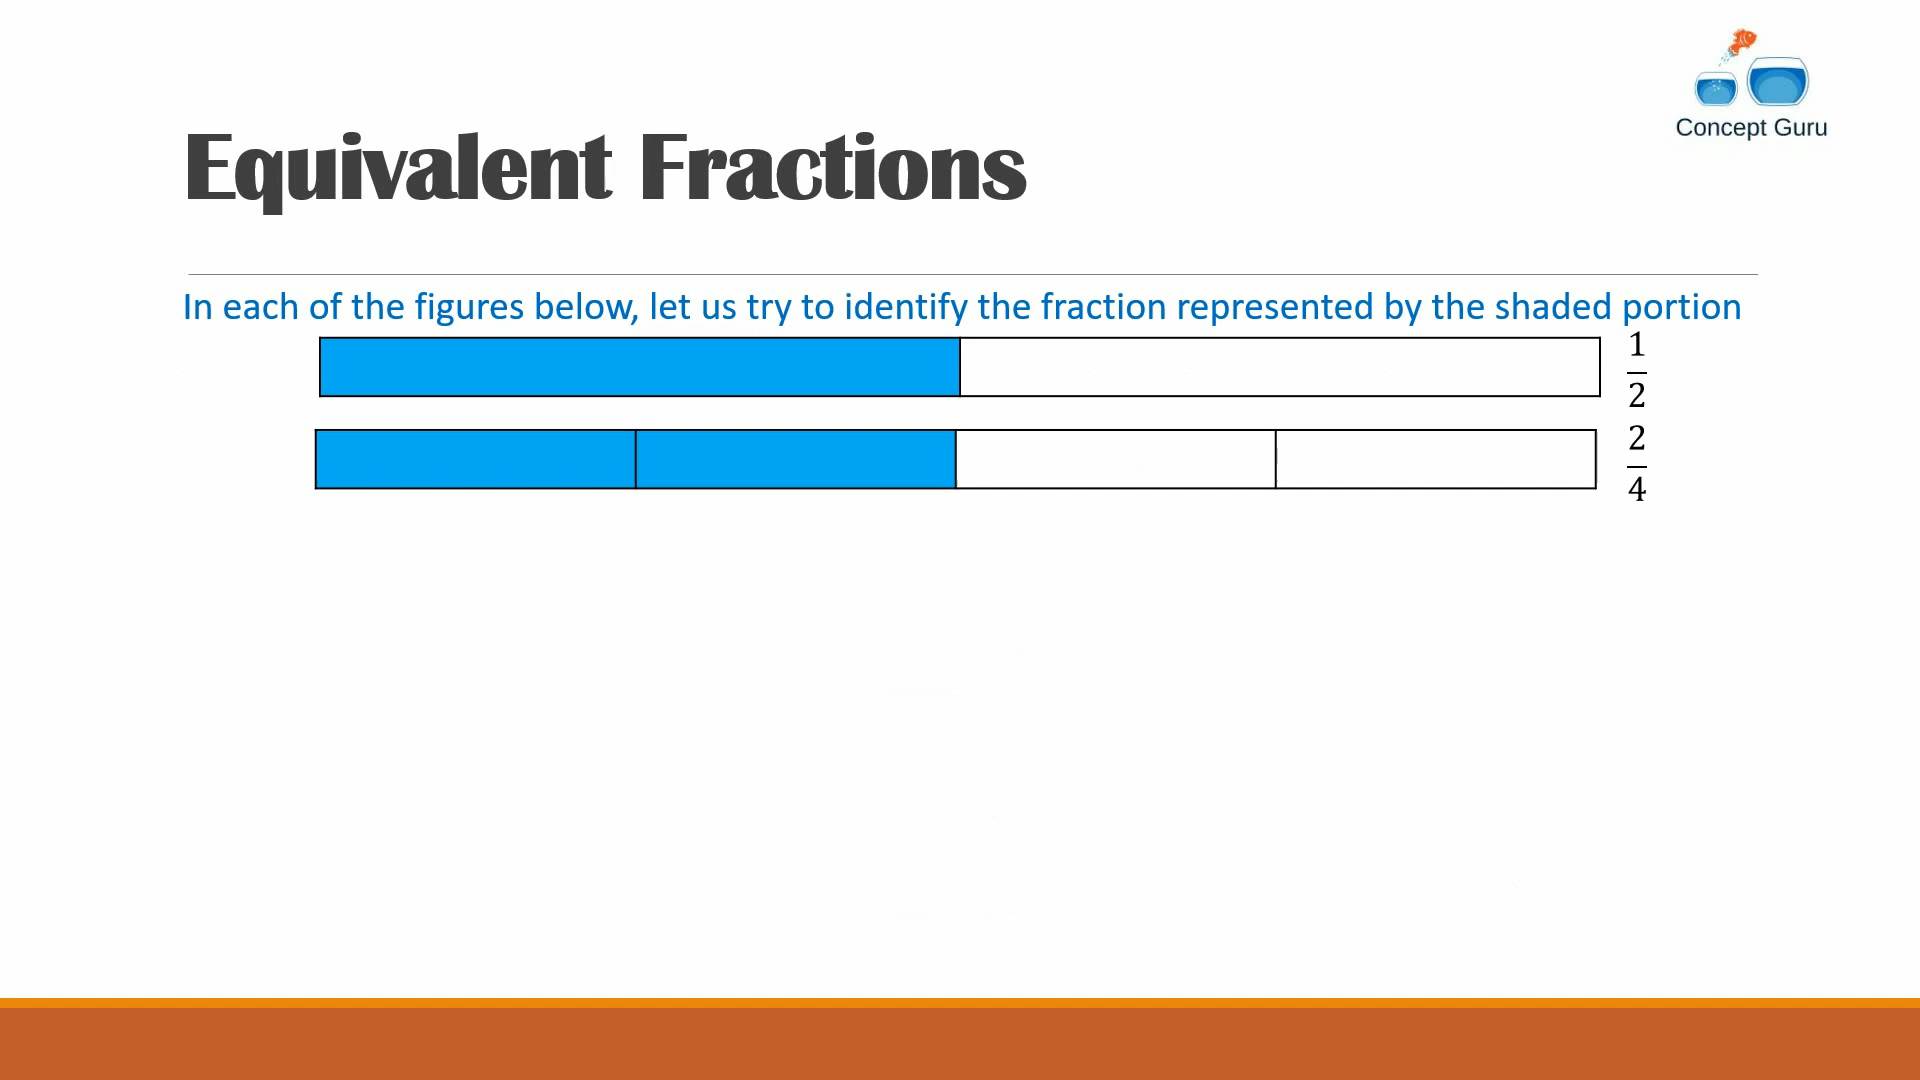 Concept Guru
Equivalent Fractions
In each of the figures below, let us try to identify the fraction represented by the shaded portion
1
2
2
4